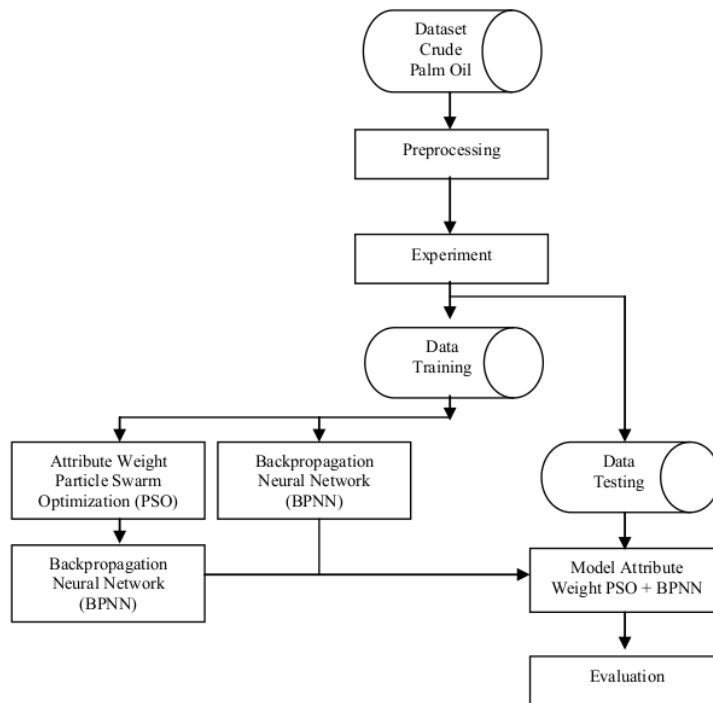 Dataset
Crude
Palm Oil
Preprocessing
Experiment
Data
Training
Attribute Weight
Particle Swarm
Optimization (PSO)
Backpropagation
Neural Network
(BPNN)
Data
Testing
Backpropagation
Neural Network
(BPNN)
Model Attribute
Weight PSO + BPNN
Evaluation